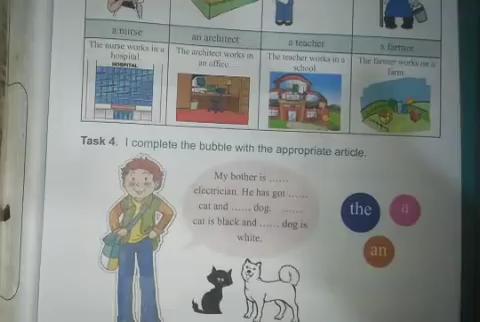 a nurse
an architect
a teacher
a farmer
The nurse works in a
hospital.
The architect works in
an office.
The teacher works in a
school.
The farmer works on a
farm.
HOSPITAL
Task 4. I complete the bubble with the appropriate article.
My bother is ......
electrician. He has got ......
cat and ...... dog. ......
cat is black and ...... dog is
white.
the
a
an